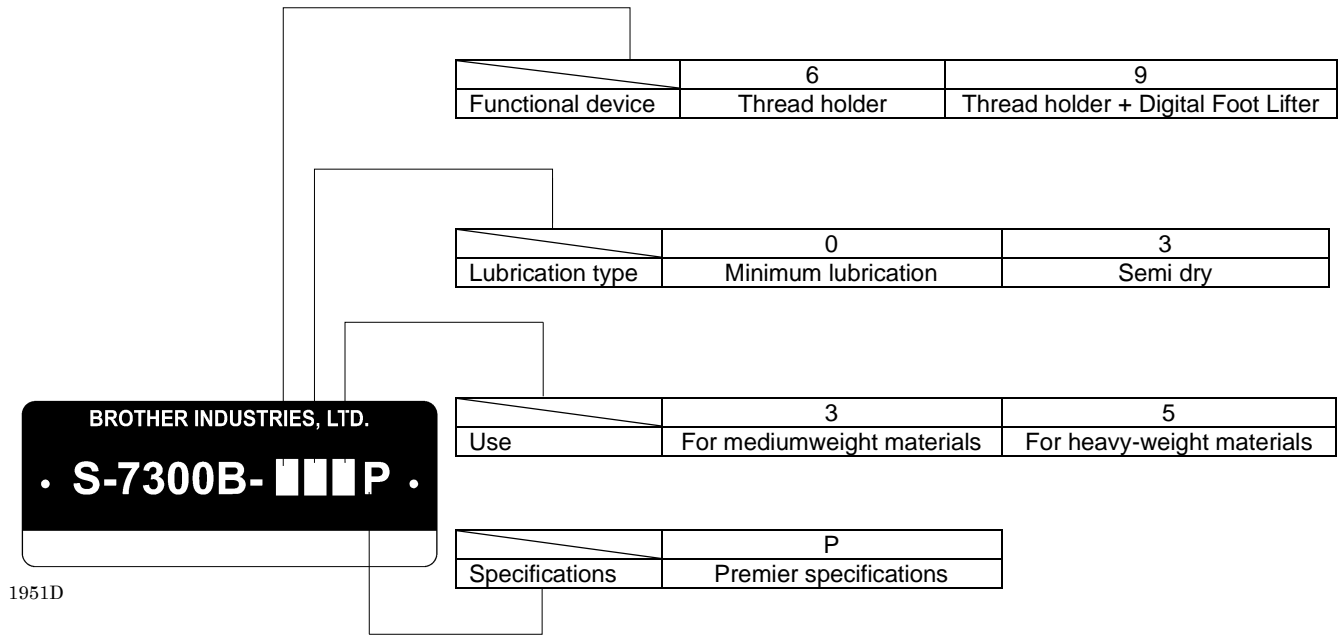 6 9
Functional device Thread holder Thread holder + Digital Foot Lifter
0 3
Lubrication type Minimum lubrication Semi dry
3 5
Use For mediumweight materials For heavy-weight materials
P
Specifications Premier specifications
BROTHER INDUSTRIES, LTD.
· S-7300B- ■■■P ·
1951D